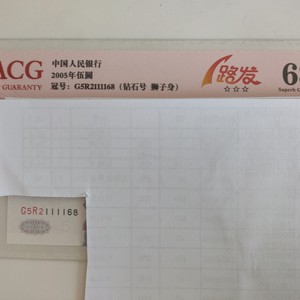 ACG
GUARANTY
中国人民银行
2005年伍圆
冠号：G5R2111168（钻石号 狮子身）
路发
☆☆☆
6
Superb G
G5R2111168